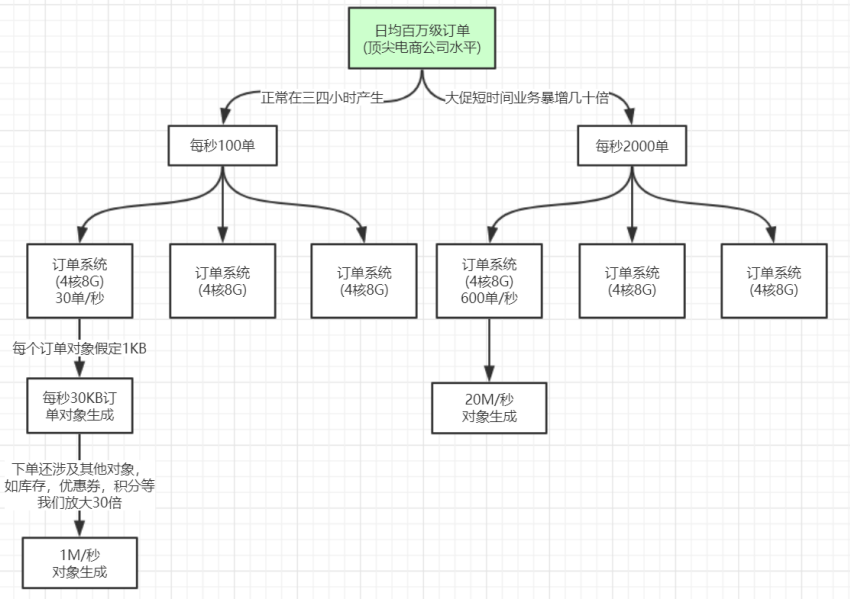 日均百万级订单
(顶尖电商公司水平)
正常在三四小时产生
大促短时间业务暴增几十倍
每秒100单
每秒2000单
订单系统
(4核8G)
30单/秒
订单系统
(4核8G)
订单系统
(4核8G)
订单系统
(4核8G)
600单/秒
订单系统
(4核8G)
订单系统
(4核8G)
每个订单对象假定1KB
每秒30KB订
单对象生成
20M/秒
对象生成
下单还涉及其他对象，
如库存，优惠券，积分等
我们放大30倍
1M/秒
对象生成